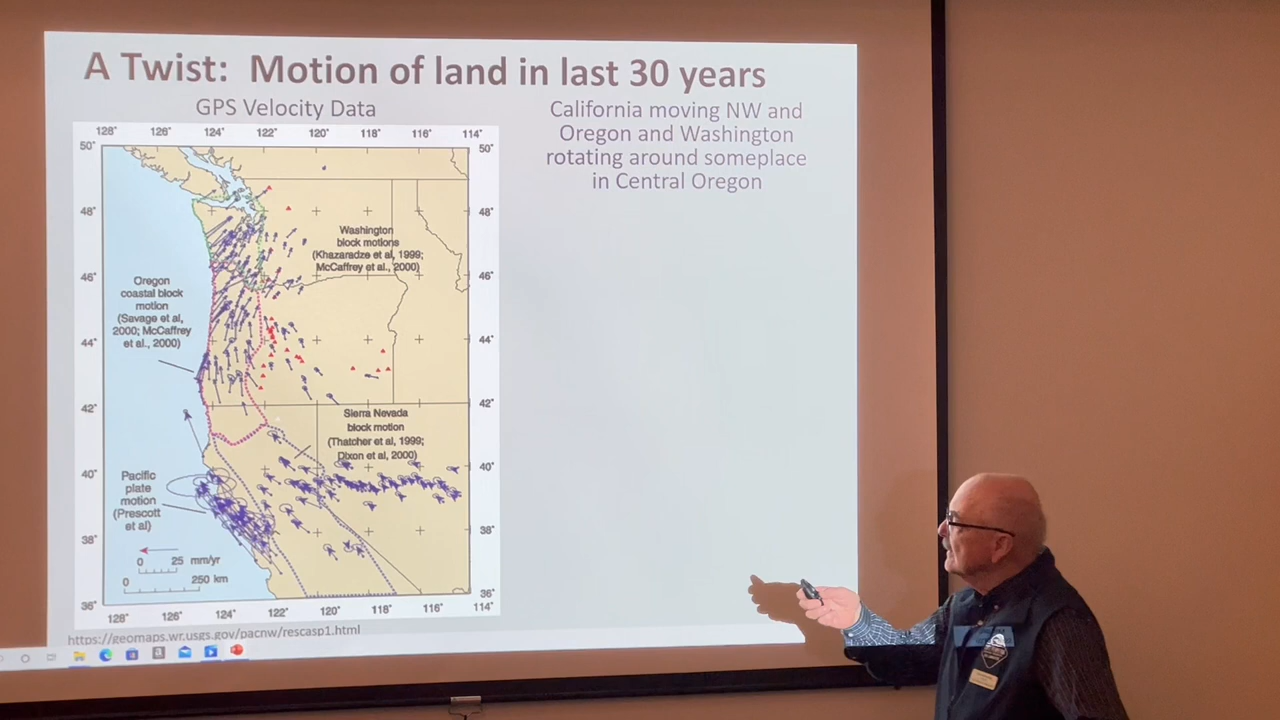 A Twist: Motion of land in last 30 years
GPS Velocity Data
California moving NW and
Oregon and Washington
rotating around someplace
in Central Oregon
128° 126° 124° 122° 120° 118° 116° 114°
50° 50°
48° 48°
Washington
block motions
(Khazaradze et al, 1999;
McCaffrey et al., 2000)
46° 46°
Oregon
coastal block
motion
(Savage et al,
2000; McCaffrey
et al., 2000)
44° 44°
42° 42°
Sierra Nevada
block motion
(Thatcher et al, 1999;
Dixon et al, 2000)
40° 40°
Pacific
plate
motion
(Prescott
et al)
38° 38°
0 25 mm/yr
0 250 km
36° 36°
128° 126° 124° 122° 120° 118° 116° 114°
https://geomaps.wr.usgs.gov/pacnw/rescasp1.html